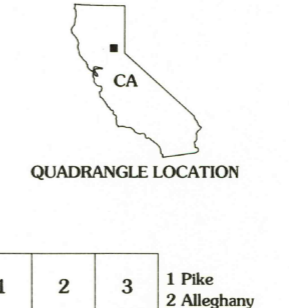 CA
QUADRANGLE LOCATION
1 2 3
1 Pike
2 Alleghany